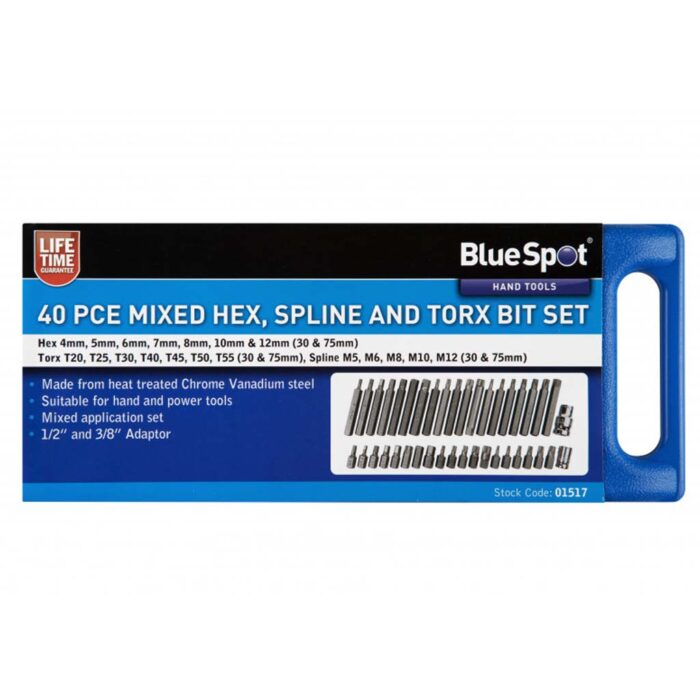 LIFE
TIME
GUARANTEE
BlueSpot®
HAND TOOLS
40 PCE MIXED HEX, SPLINE AND TORX BIT SET
Hex 4mm, 5mm, 6mm, 7mm, 8mm, 10mm & 12mm (30 & 75mm)
Torx T20, T25, T30, T40, T45, T50, T55 (30 & 75mm), Spline M5, M6, M8, M10, M12 (30 & 75mm)
• Made from heat treated Chrome Vanadium steel
• Suitable for hand and power tools
• Mixed application set
• 1/2” and 3/8” Adaptor
Stock Code: 01517